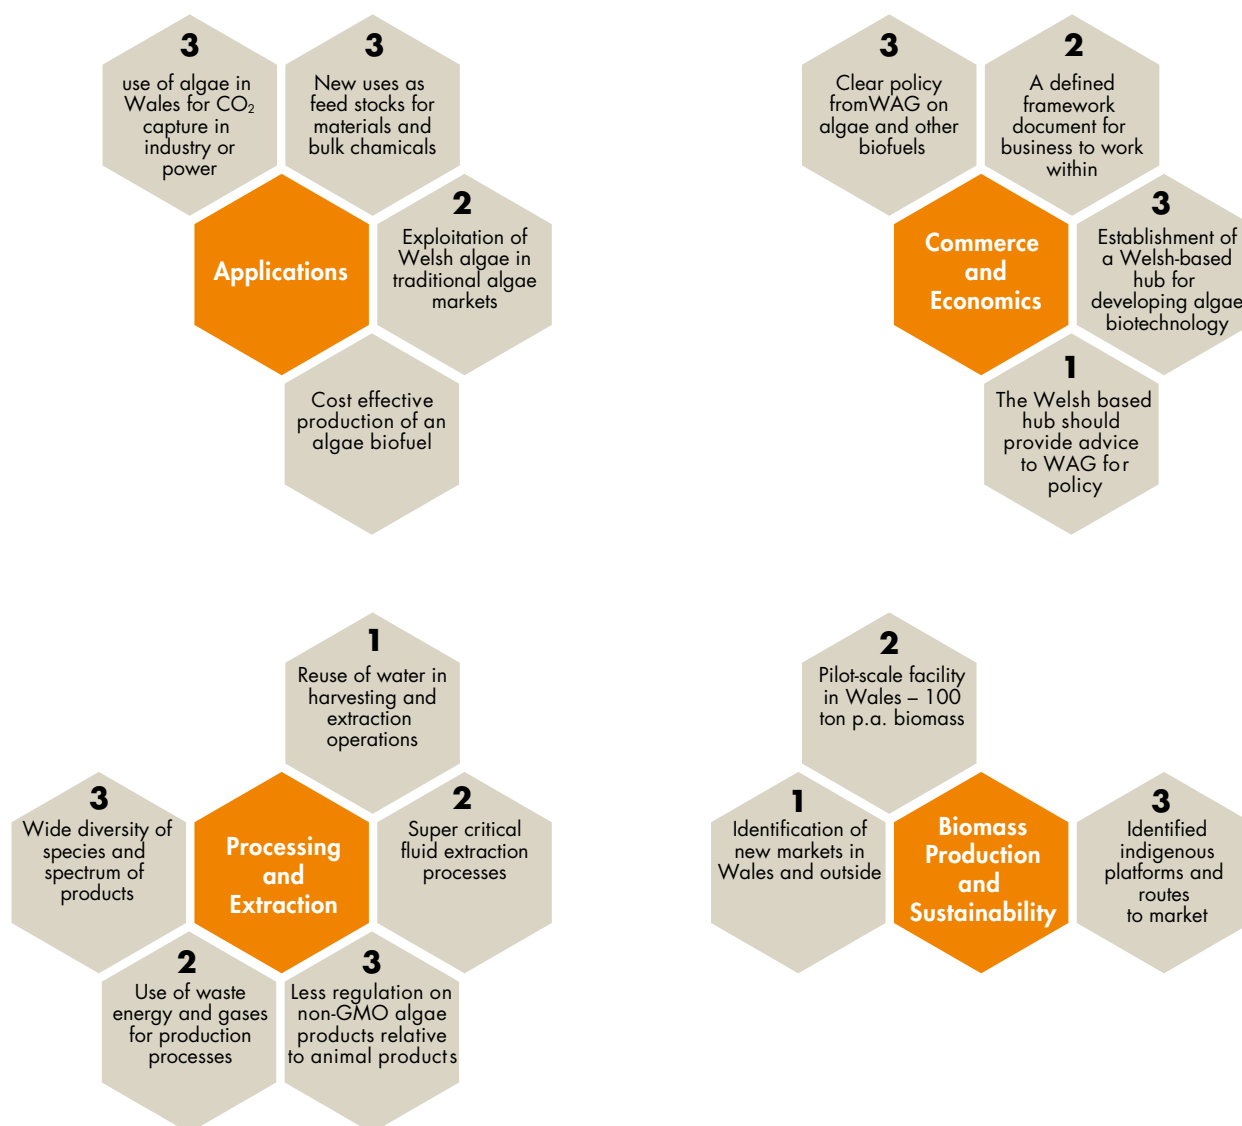 3
use of algae in
Wales for CO₂
capture in
industry or
power
3
New uses as
feed stocks for
materials and
bulk chamicals
Applications
2
Exploitation of
Welsh algae in
traditional algae
markets
Cost effective
production of an
algae biofuel
3
Clear policy
fromWAG on
algae and other
biofuels
2
A defined
framework
document for
business to work
within
Commerce
and
Economics
3
Establishment of
a Welsh-based
hub for
developing algae
biotechnology
1
The Welsh based
hub should
provide advice
to WAG for
policy
1
Reuse of water in
harvesting and
extraction
operations
3
Wide diversity of
species and
spectrum of
products
Processing
and
Extraction
2
Super critical
fluid extraction
processes
2
Use of waste
energy and gases
for production
processes
3
Less regulation on
non-GMO algae
products relative
to animal products
2
Pilot-scale facility
in Wales – 100
ton p.a. biomass
1
Identification of
new markets in
Wales and outside
Biomass
Production
and
Sustainability
3
Identified
indigenous
platforms and
routes
to market